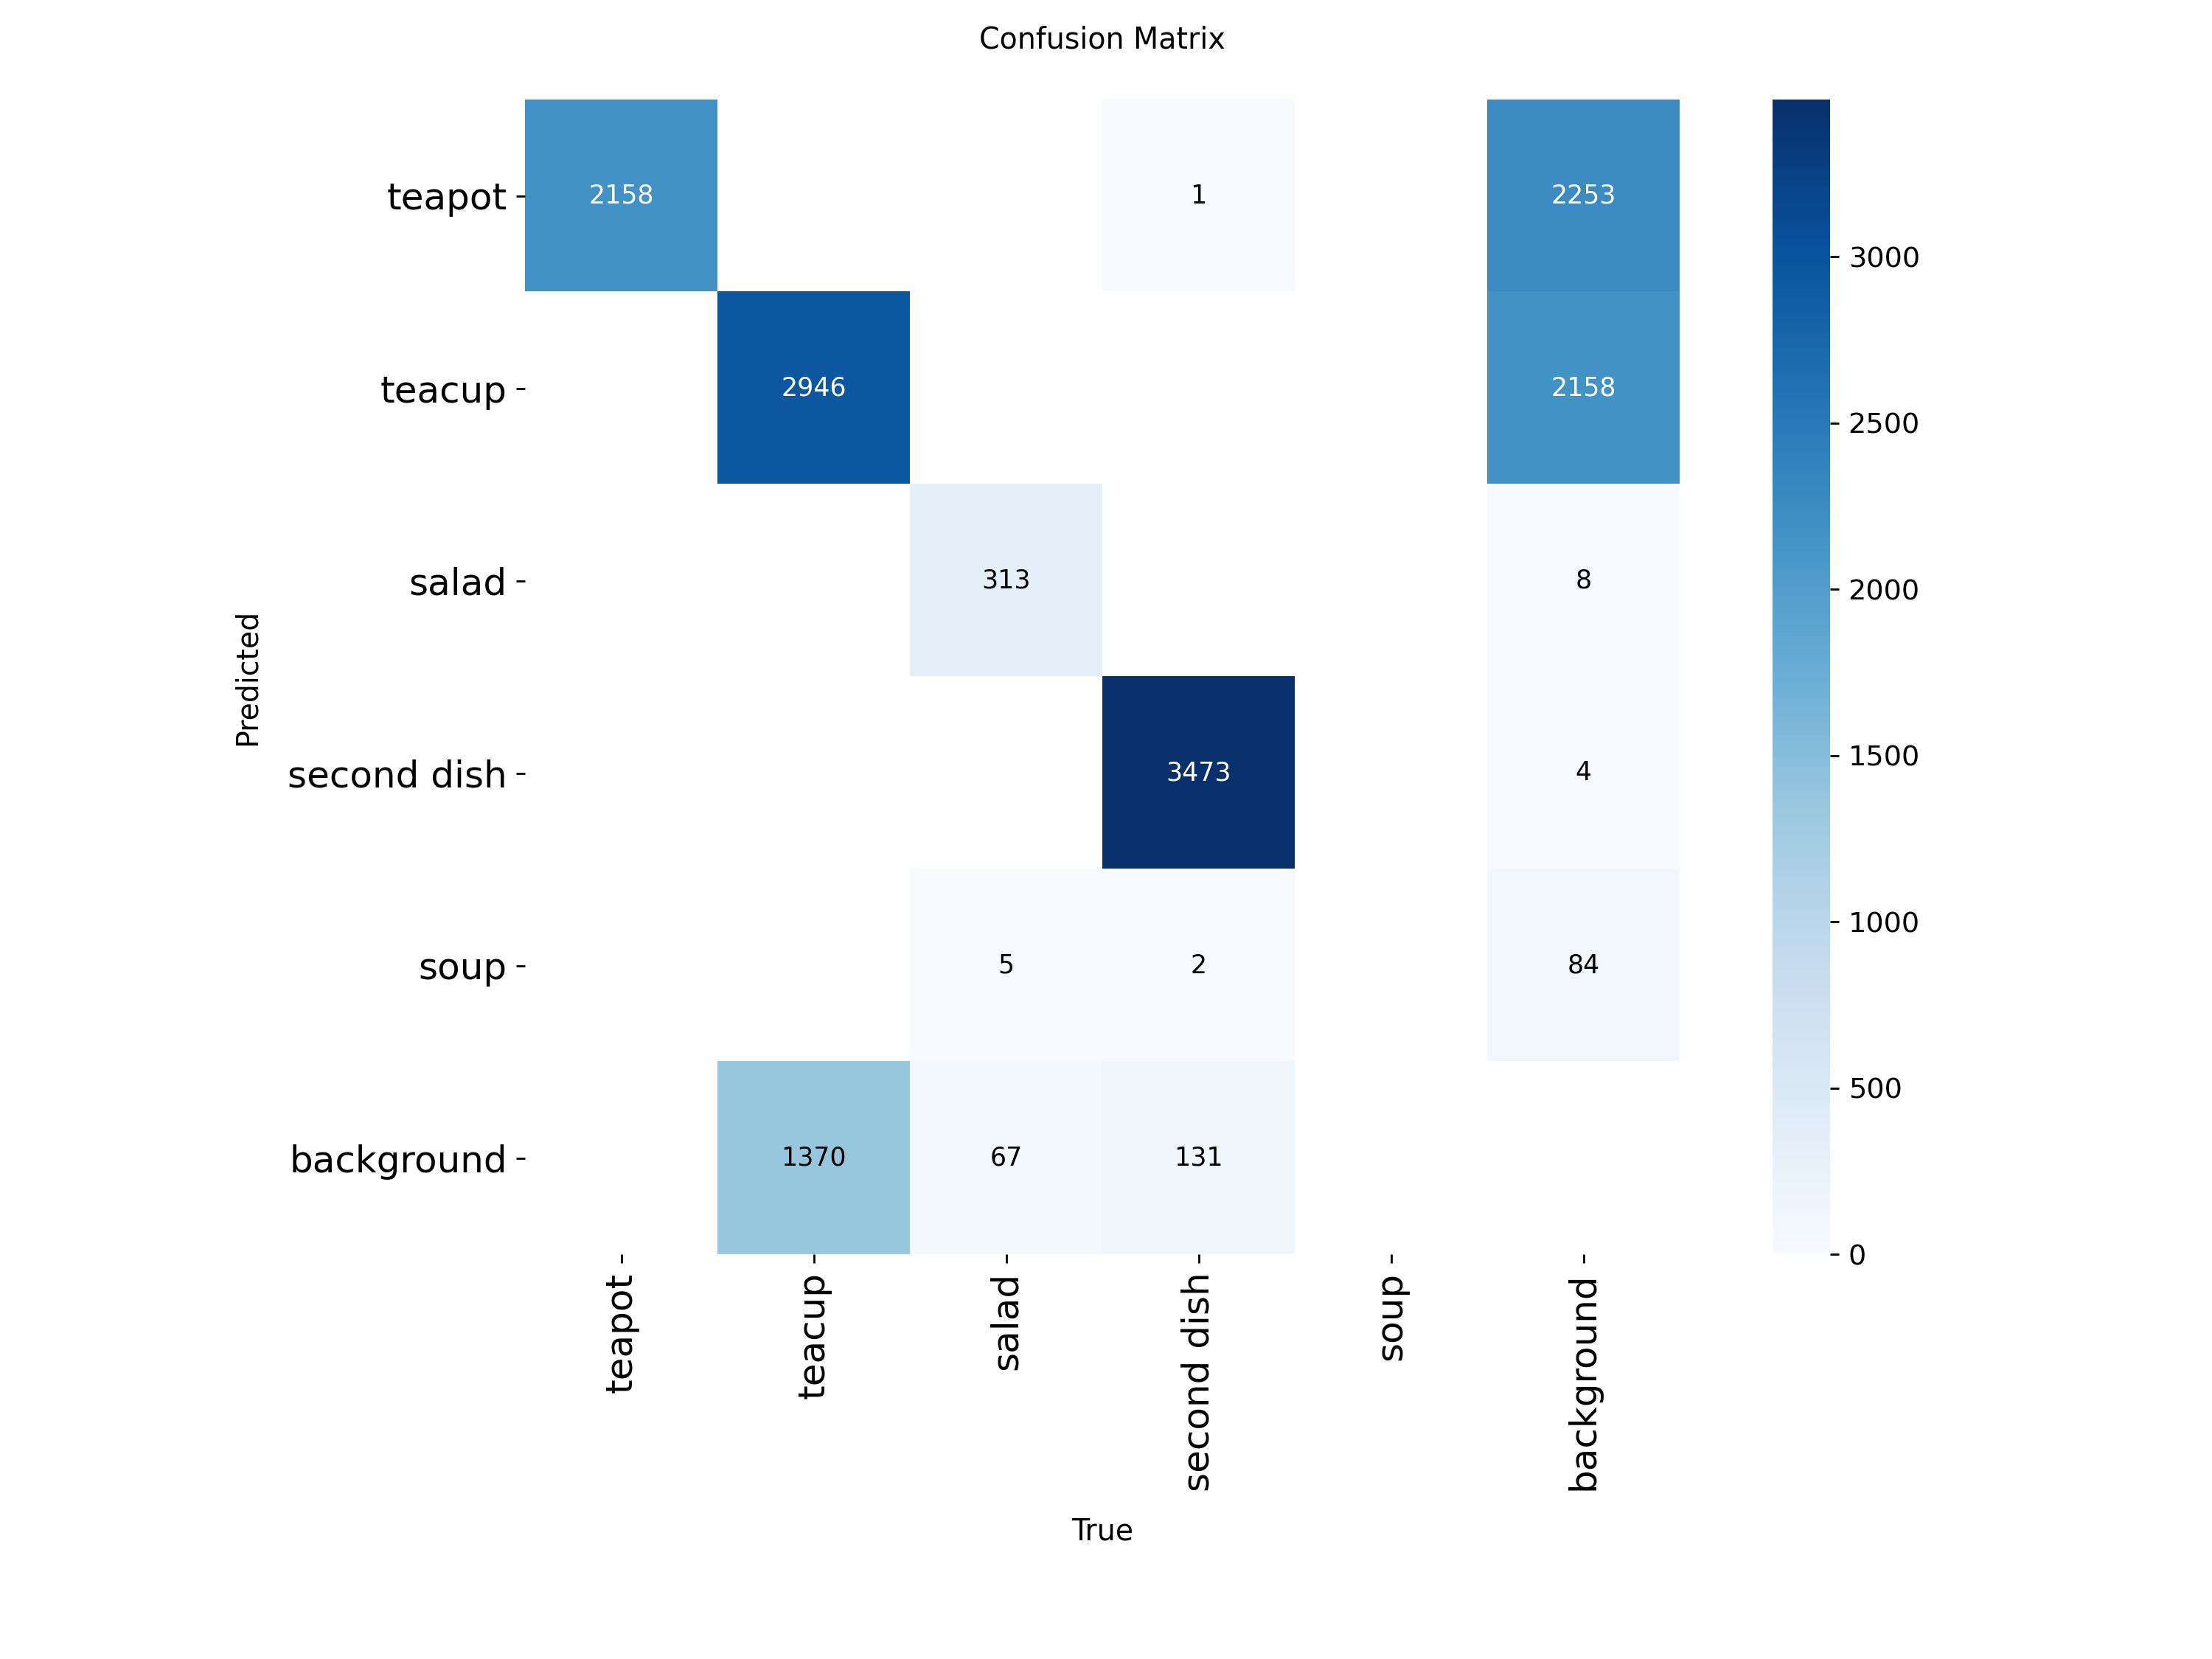 Confusion Matrix
teapot
2158
1
2253
3000
teacup
2946
2158
2500
salad
313
8
2000
Predicted
second dish
3473
4
1500
soup
5
2
84
1000
background
1370
67
131
500
0
teapot
teacup
salad
second dish
soup
background
True